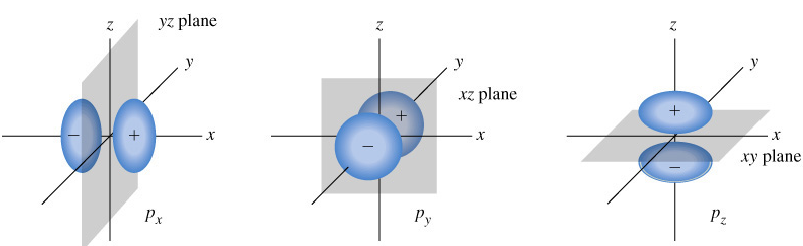 z
yz plane
y
−
+
x
p_x
z
y
xz plane
+
−
x
p_y
z
y
+
x
xy plane
−
p_z